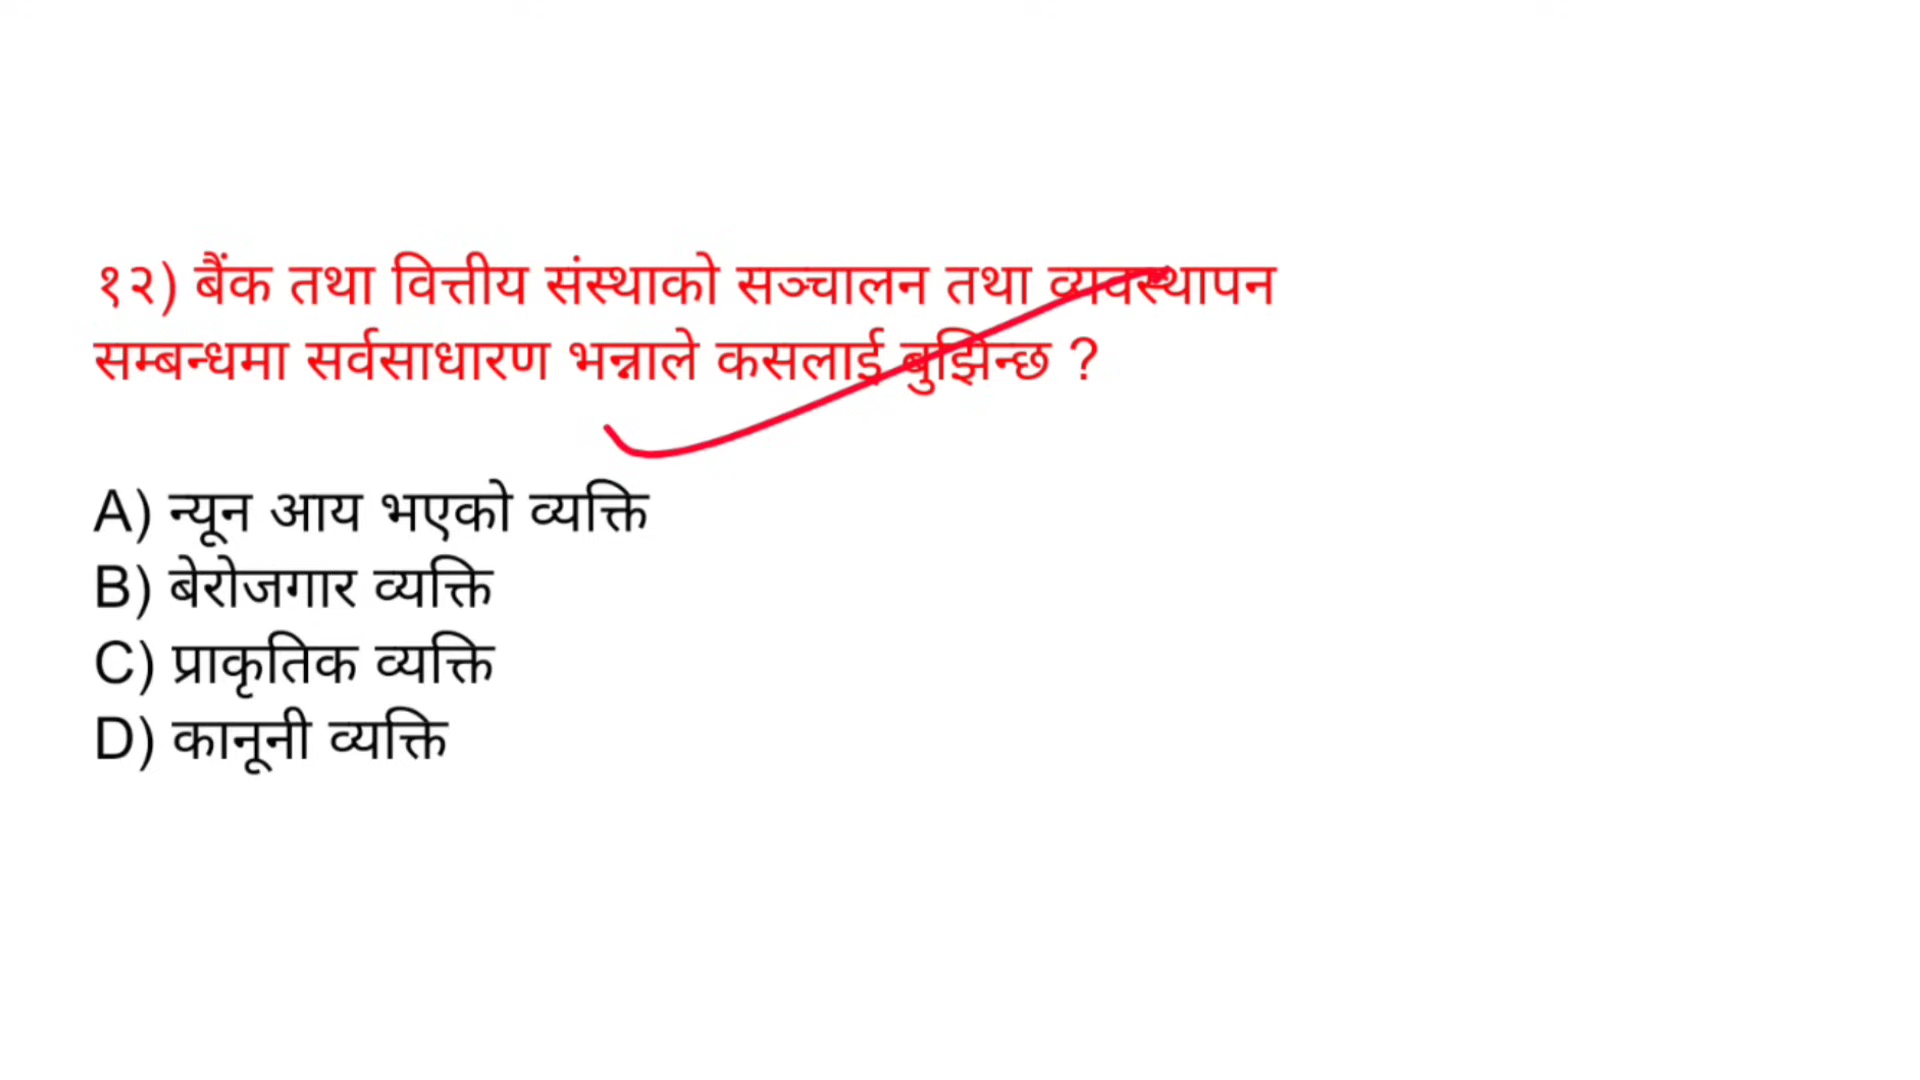 १२) बैंक तथा वित्तीय संस्थाको सञ्चालन तथा व्यवस्थापन
सम्बन्धमा सर्वसाधारण भन्नाले कसलाई बुझिन्छ ?
A) न्यून आय भएको व्यक्ति
B) बेरोजगार व्यक्ति
C) प्राकृतिक व्यक्ति
D) कानूनी व्यक्ति